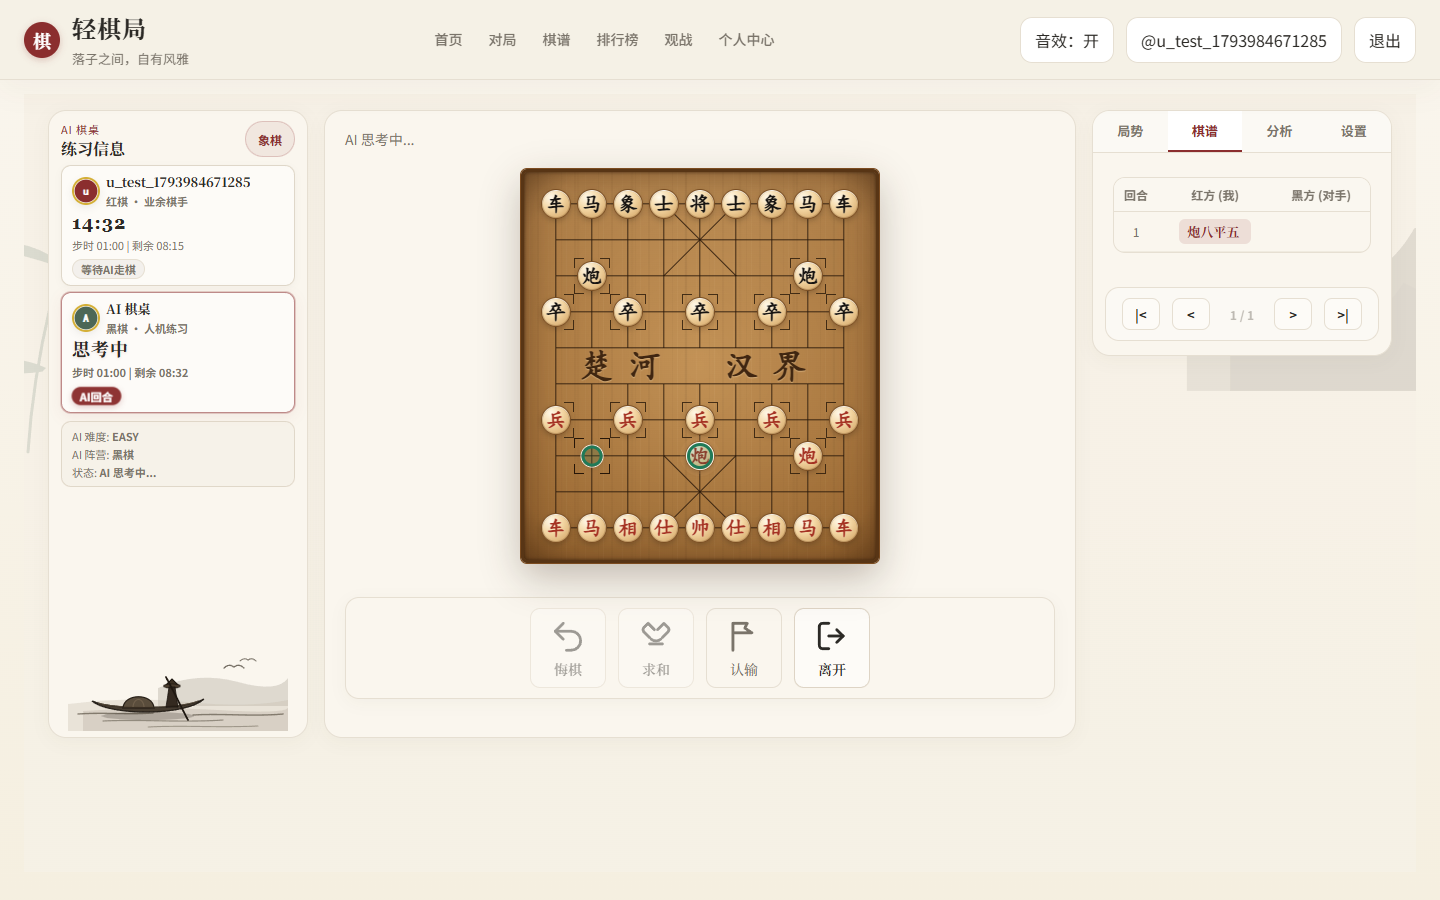 棋
轻棋局
落子之间，自有风雅
首页 对局 棋谱 排行榜 观战 个人中心
音效：开
@u_test_1793984671285
退出
AI 棋桌
练习信息
象棋
u
u_test_1793984671285
红棋 • 业余棋手
14:32
步时 01:00 | 剩余 08:15
等待AI走棋
A
AI 棋桌
黑棋 • 人机练习
思考中
步时 01:00 | 剩余 08:32
AI回合
AI 难度: EASY
AI 阵营: 黑棋
状态: AI 思考中...
AI 思考中...
车 马 象 士 将 士 象 马 车
炮 炮
卒 卒 卒 卒 卒
楚河 汉界
兵 兵 兵 兵 兵
炮 炮
车 马 相 仕 帅 仕 相 马 车
悔棋 求和 认输 离开
局势 棋谱 分析 设置
回合 红方 (我) 黑方 (对手)
1 炮八平五
|< < 1 / 1 > >|